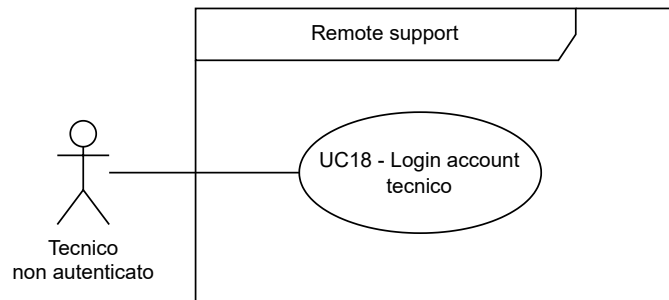 Remote support
UC18 - Login account
tecnico
Tecnico
non autenticato